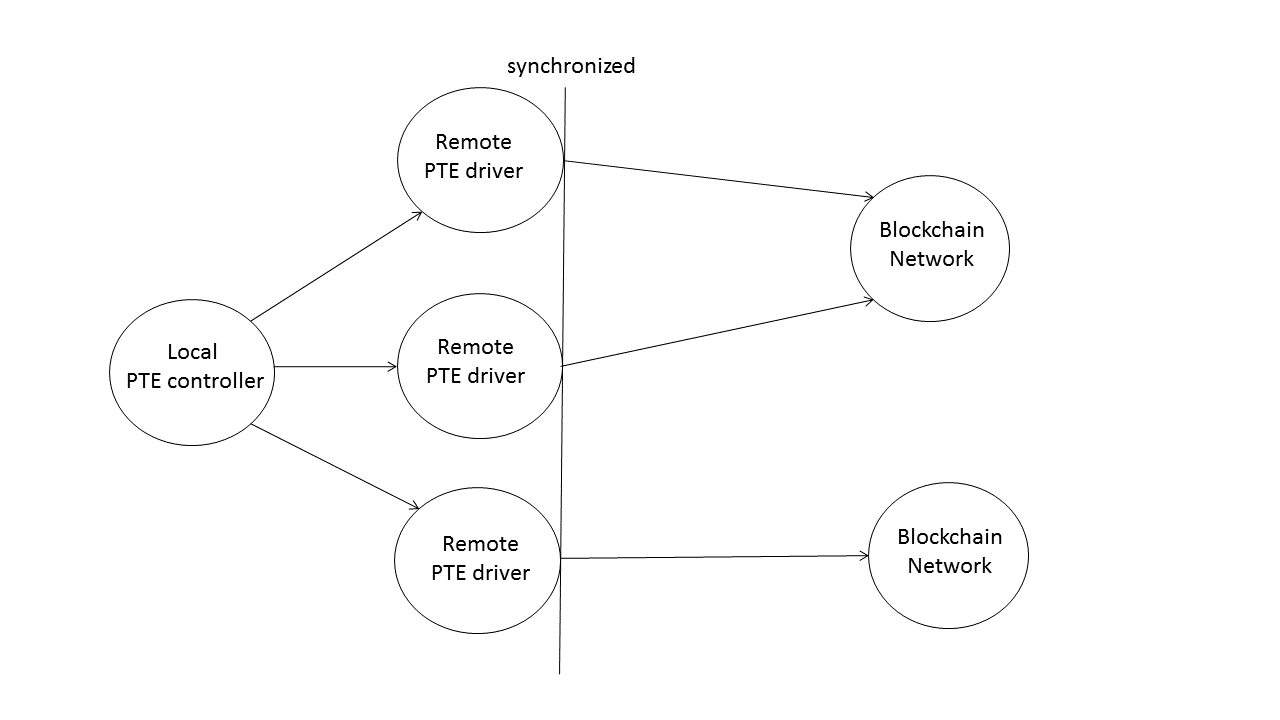 synchronized
Remote
PTE driver
Blockchain
Network
Local
PTE controller
Remote
PTE driver
Remote
PTE driver
Blockchain
Network